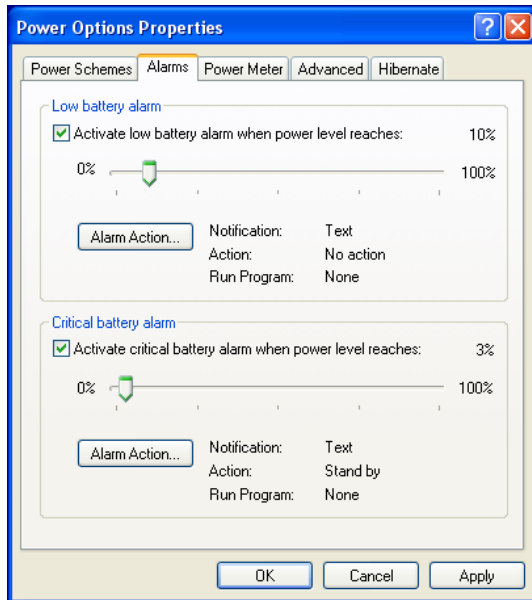 Power Options Properties
Power Schemes Alarms Power Meter Advanced Hibernate
Low battery alarm
Activate low battery alarm when power level reaches: 10%
0% 100%
Alarm Action... Notification: Text
Action: No action
Run Program: None
Critical battery alarm
Activate critical battery alarm when power level reaches: 3%
0% 100%
Alarm Action... Notification: Text
Action: Stand by
Run Program: None
OK Cancel Apply